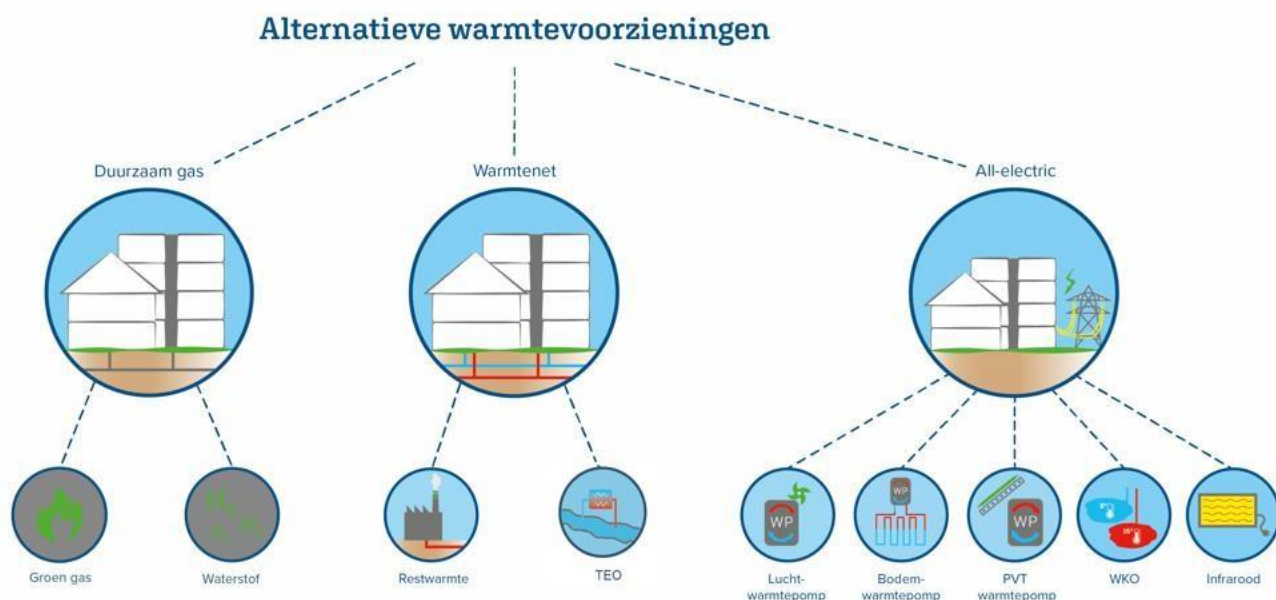 Alternatieve warmtevoorzieningen
Duurzaam gas
Warmtenet
All-electric
Groen gas
Waterstof
Restwarmte
TEO
WP
Lucht-
warmtepomp
WP
Bodem-
warmtepomp
WP
PVT
warmtepomp
WKO
Infrarood